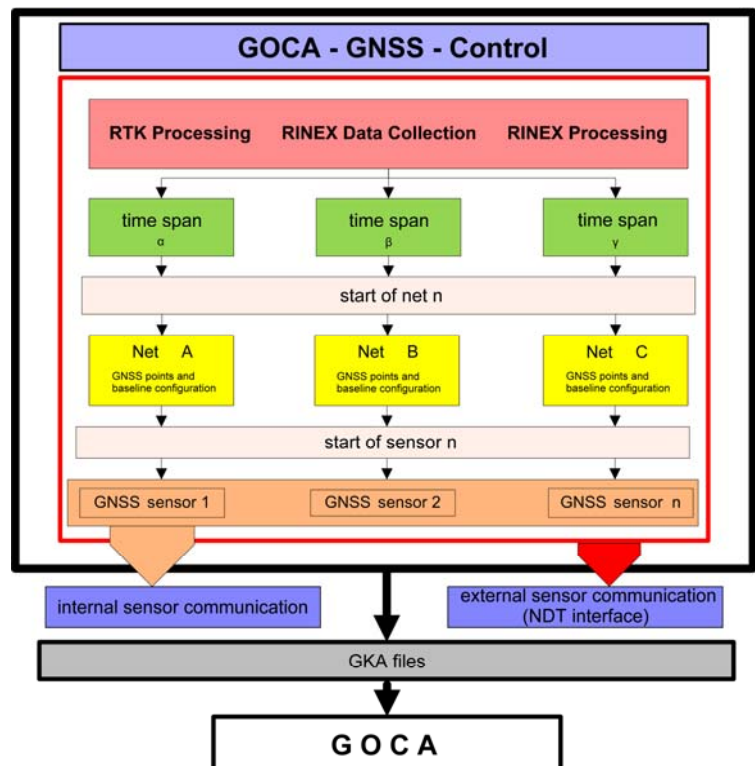 GOCA - GNSS - Control
RTK Processing RINEX Data Collection RINEX Processing
time span time span time span
α β γ
start of net n
Net A Net B Net C
GNSS points and GNSS points and GNSS points and
baseline configuration baseline configuration baseline configuration
start of sensor n
GNSS sensor 1 GNSS sensor 2 GNSS sensor n
internal sensor communication
external sensor communication
(NDT interface)
GKA files
G O C A